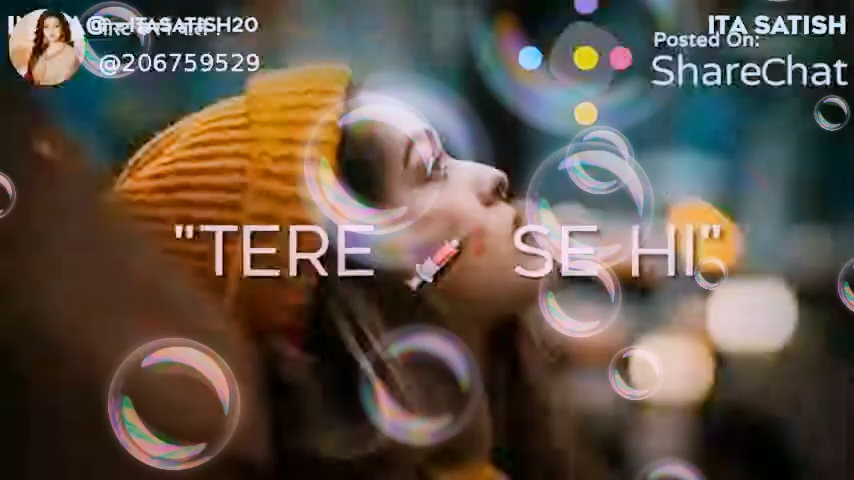 @ITASATISH20
ITA SATISH
Posted On:
@206759529
ShareChat
"TERE SE HI"